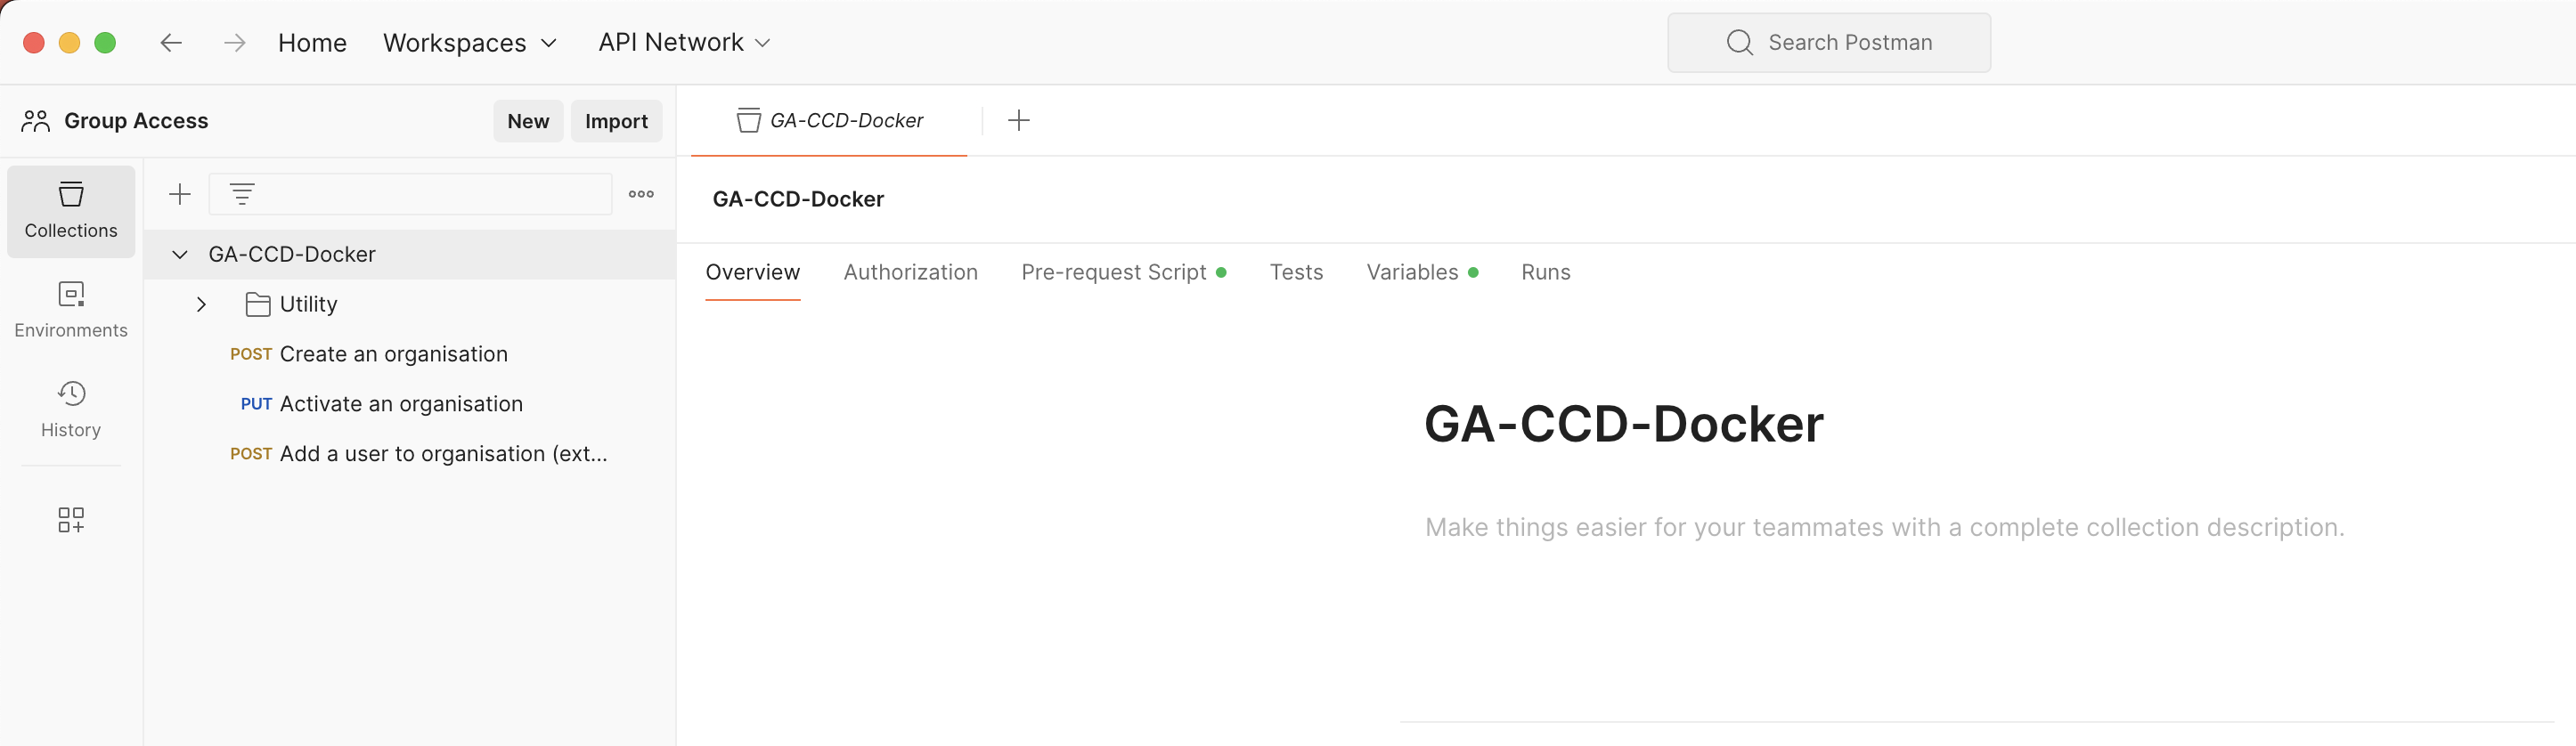 Home Workspaces API Network Search Postman
Group Access New Import
GA-CCD-Docker
Collections
Environments
History
GA-CCD-Docker
Utility
POST Create an organisation
PUT Activate an organisation
POST Add a user to organisation (ext...
GA-CCD-Docker
Overview Authorization Pre-request Script Tests Variables Runs
GA-CCD-Docker
Make things easier for your teammates with a complete collection description.